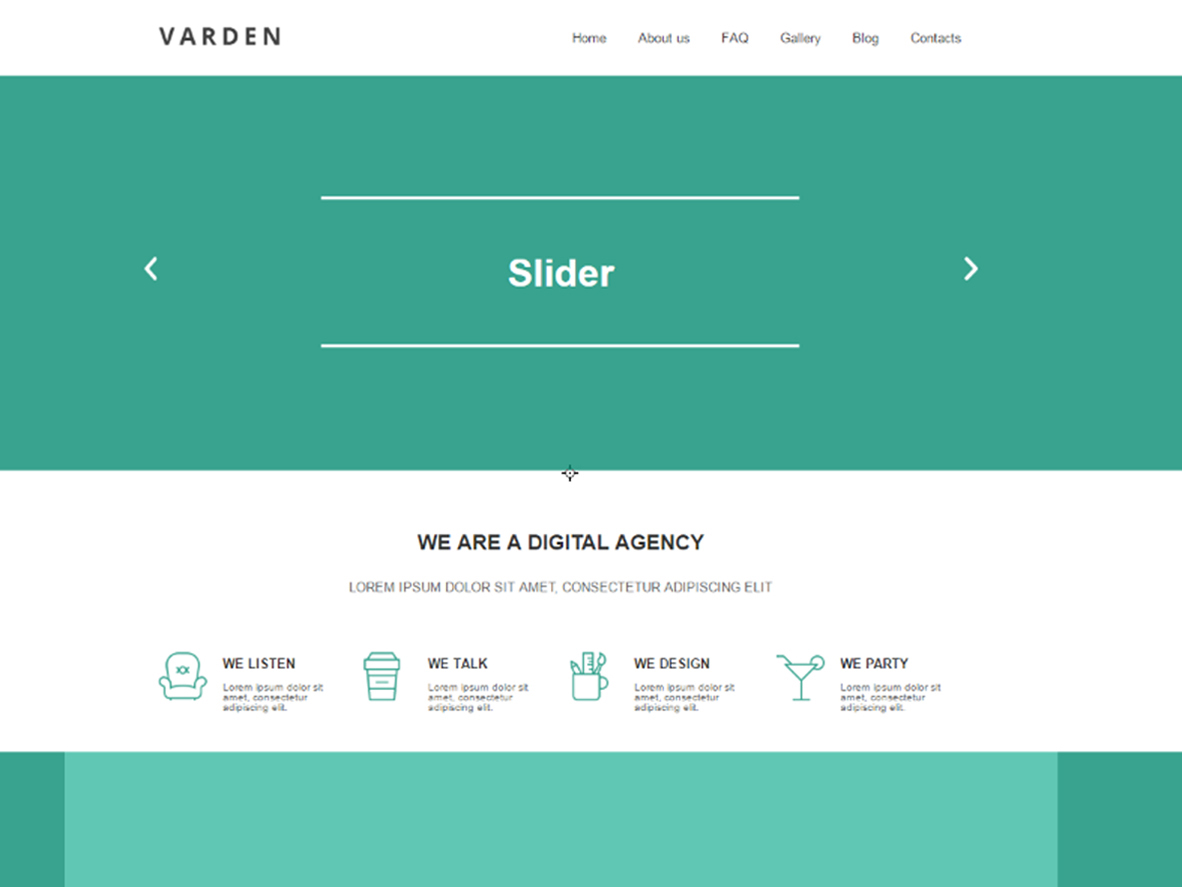 VARDEN
Home About us FAQ Gallery Blog Contacts
Slider
WE ARE A DIGITAL AGENCY
LOREM IPSUM DOLOR SIT AMET, CONSECTETUR ADIPISCING ELIT
WE LISTEN
Lorem ipsum dolor sit
amet, consectetur
adipiscing elit.
WE TALK
Lorem ipsum dolor sit
amet, consectetur
adipiscing elit.
WE DESIGN
Lorem ipsum dolor sit
amet, consectetur
adipiscing elit.
WE PARTY
Lorem ipsum dolor sit
amet, consectetur
adipiscing elit.